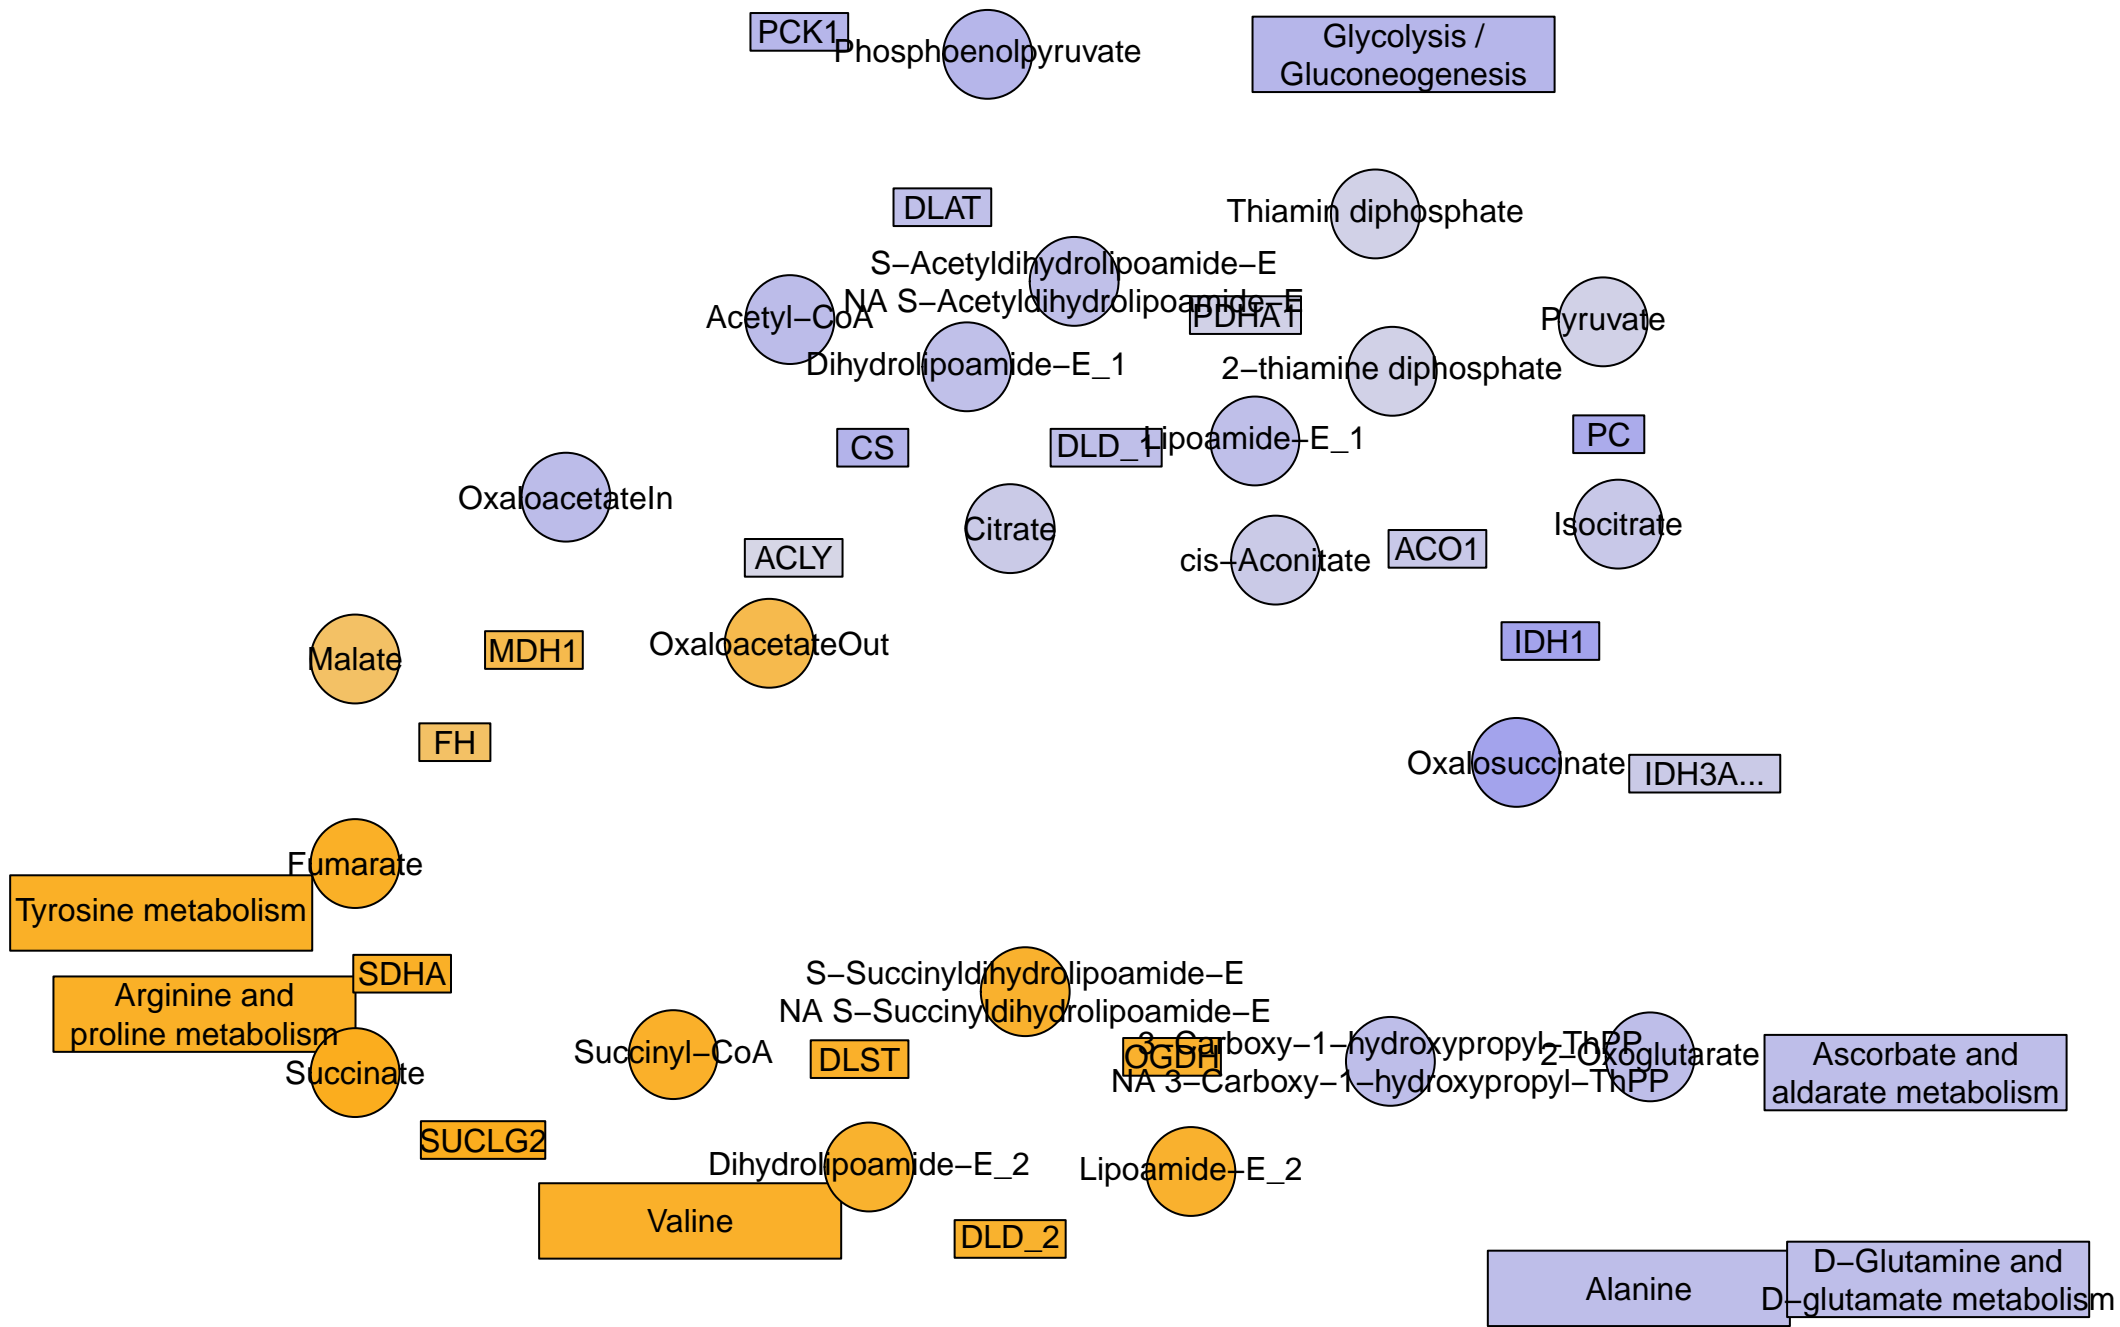 PCK1
Phosphoenolpyruvate
Glycolysis /
Gluconeogenesis
DLAT
Thiamin diphosphate
S−Acetyldihydrolipoamide−E
NA S−Acetyldihydrolipoamide−E
Acetyl−CoA
PDHA1
Pyruvate
Dihydrolipoamide−E_1
2−thiamine diphosphate
CS
DLD_1
Lipoamide−E_1
PC
OxaloacetateIn
Citrate
Isocitrate
ACLY
cis−Aconitate
ACO1
Malate
MDH1
OxaloacetateOut
IDH1
FH
Oxalosuccinate
IDH3A...
Fumarate
Tyrosine metabolism
SDHA
Arginine and
proline metabolism
S−Succinyldihydrolipoamide−E
NA S−Succinyldihydrolipoamide−E
Succinate
Succinyl−CoA
DLST
OGDH
3−Carboxy−1−hydroxypropyl−ThPP
NA 3−Carboxy−1−hydroxypropyl−ThPP
2−Oxoglutarate
Ascorbate and
aldarate metabolism
SUCLG2
Dihydrolipoamide−E_2
Lipoamide−E_2
Valine
DLD_2
Alanine
D−Glutamine and
D−glutamate metabolism